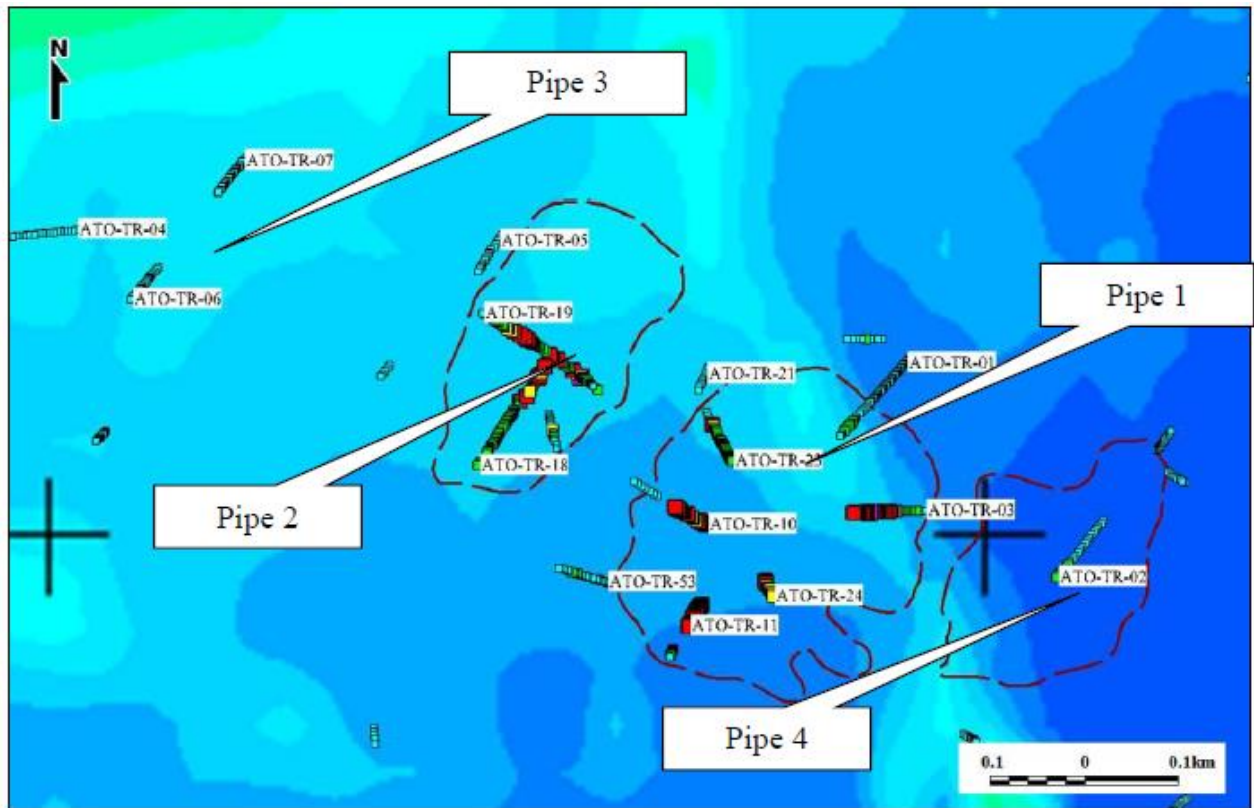 N
Pipe 3
ATO-TR-07
ATO-TR-04
ATO-TR-05
ATO-TR-06
Pipe 1
ATO-TR-19
ATO-TR-01
ATO-TR-21
ATO-TR-18
ATO-TR-23
Pipe 2
ATO-TR-10
ATO-TR-03
ATO-TR-53
ATO-TR-02
ATO-TR-24
ATO-TR-11
Pipe 4
0.1 0 0.1km